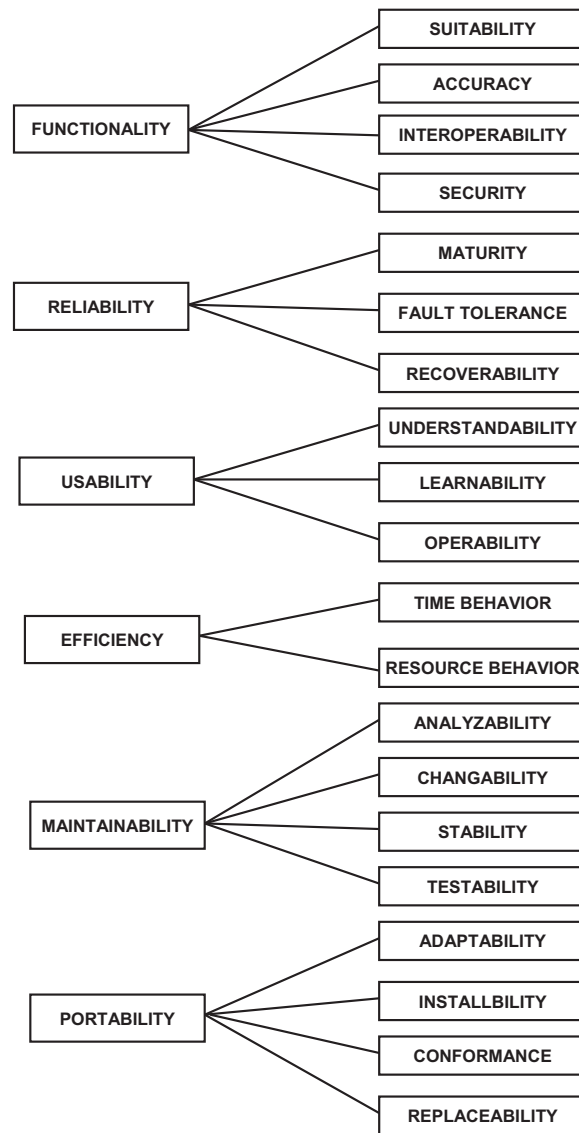 FUNCTIONALITY
SUITABILITY
ACCURACY
INTEROPERABILITY
SECURITY
RELIABILITY
MATURITY
FAULT TOLERANCE
RECOVERABILITY
USABILITY
UNDERSTANDABILITY
LEARNABILITY
OPERABILITY
EFFICIENCY
TIME BEHAVIOR
RESOURCE BEHAVIOR
MAINTAINABILITY
ANALYZABILITY
CHANGABILITY
STABILITY
TESTABILITY
PORTABILITY
ADAPTABILITY
INSTALLBILITY
CONFORMANCE
REPLACEABILITY